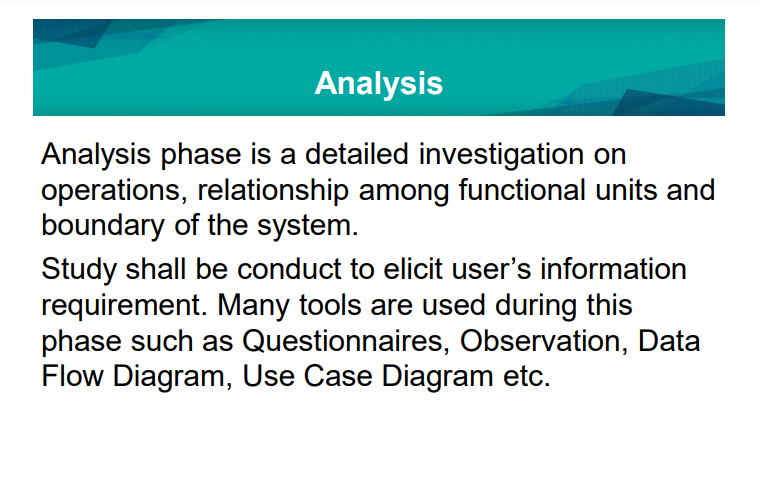 Analysis
Analysis phase is a detailed investigation on
operations, relationship among functional units and
boundary of the system.
Study shall be conduct to elicit user’s information
requirement. Many tools are used during this
phase such as Questionnaires, Observation, Data
Flow Diagram, Use Case Diagram etc.